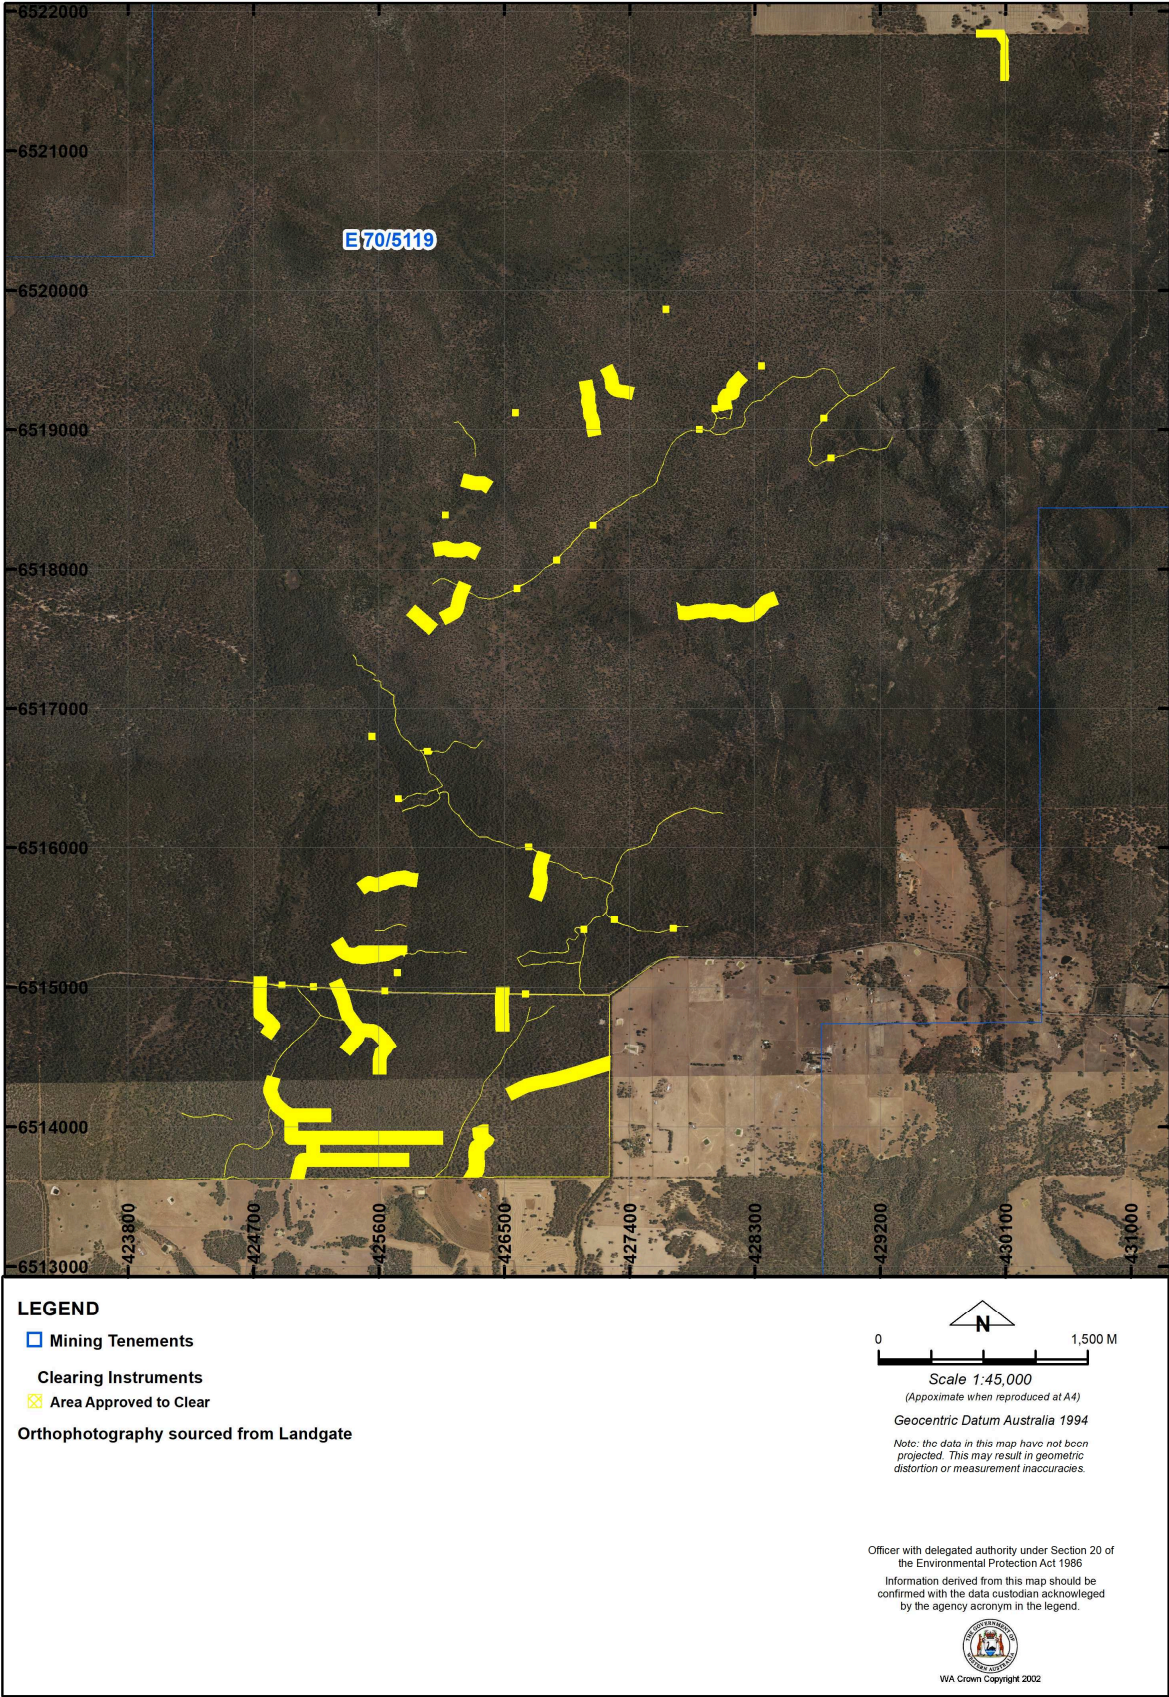 6522000
6521000
E 70/5119
6520000
6519000
6518000
6517000
6516000
6515000
6514000
6513000
423800
424700
425600
426500
427400
428300
429200
430100
431000
LEGEND
Mining Tenements
Clearing Instruments
Area Approved to Clear
Orthophotography sourced from Landgate
N
0 1,500 M
Scale 1:45,000
(Appoximate when reproduced at A4)
Geocentric Datum Australia 1994
Note: the data in this map have not been
projected. This may result in geometric
distortion or measurement inaccuracies.
Officer with delegated authority under Section 20 of
the Environmental Protection Act 1986
Information derived from this map should be
confirmed with the data custodian acknowleged
by the agency acronym in the legend.
THE GOVERNMENT OF
WESTERN AUSTRALIA
WA Crown Copyright 2002